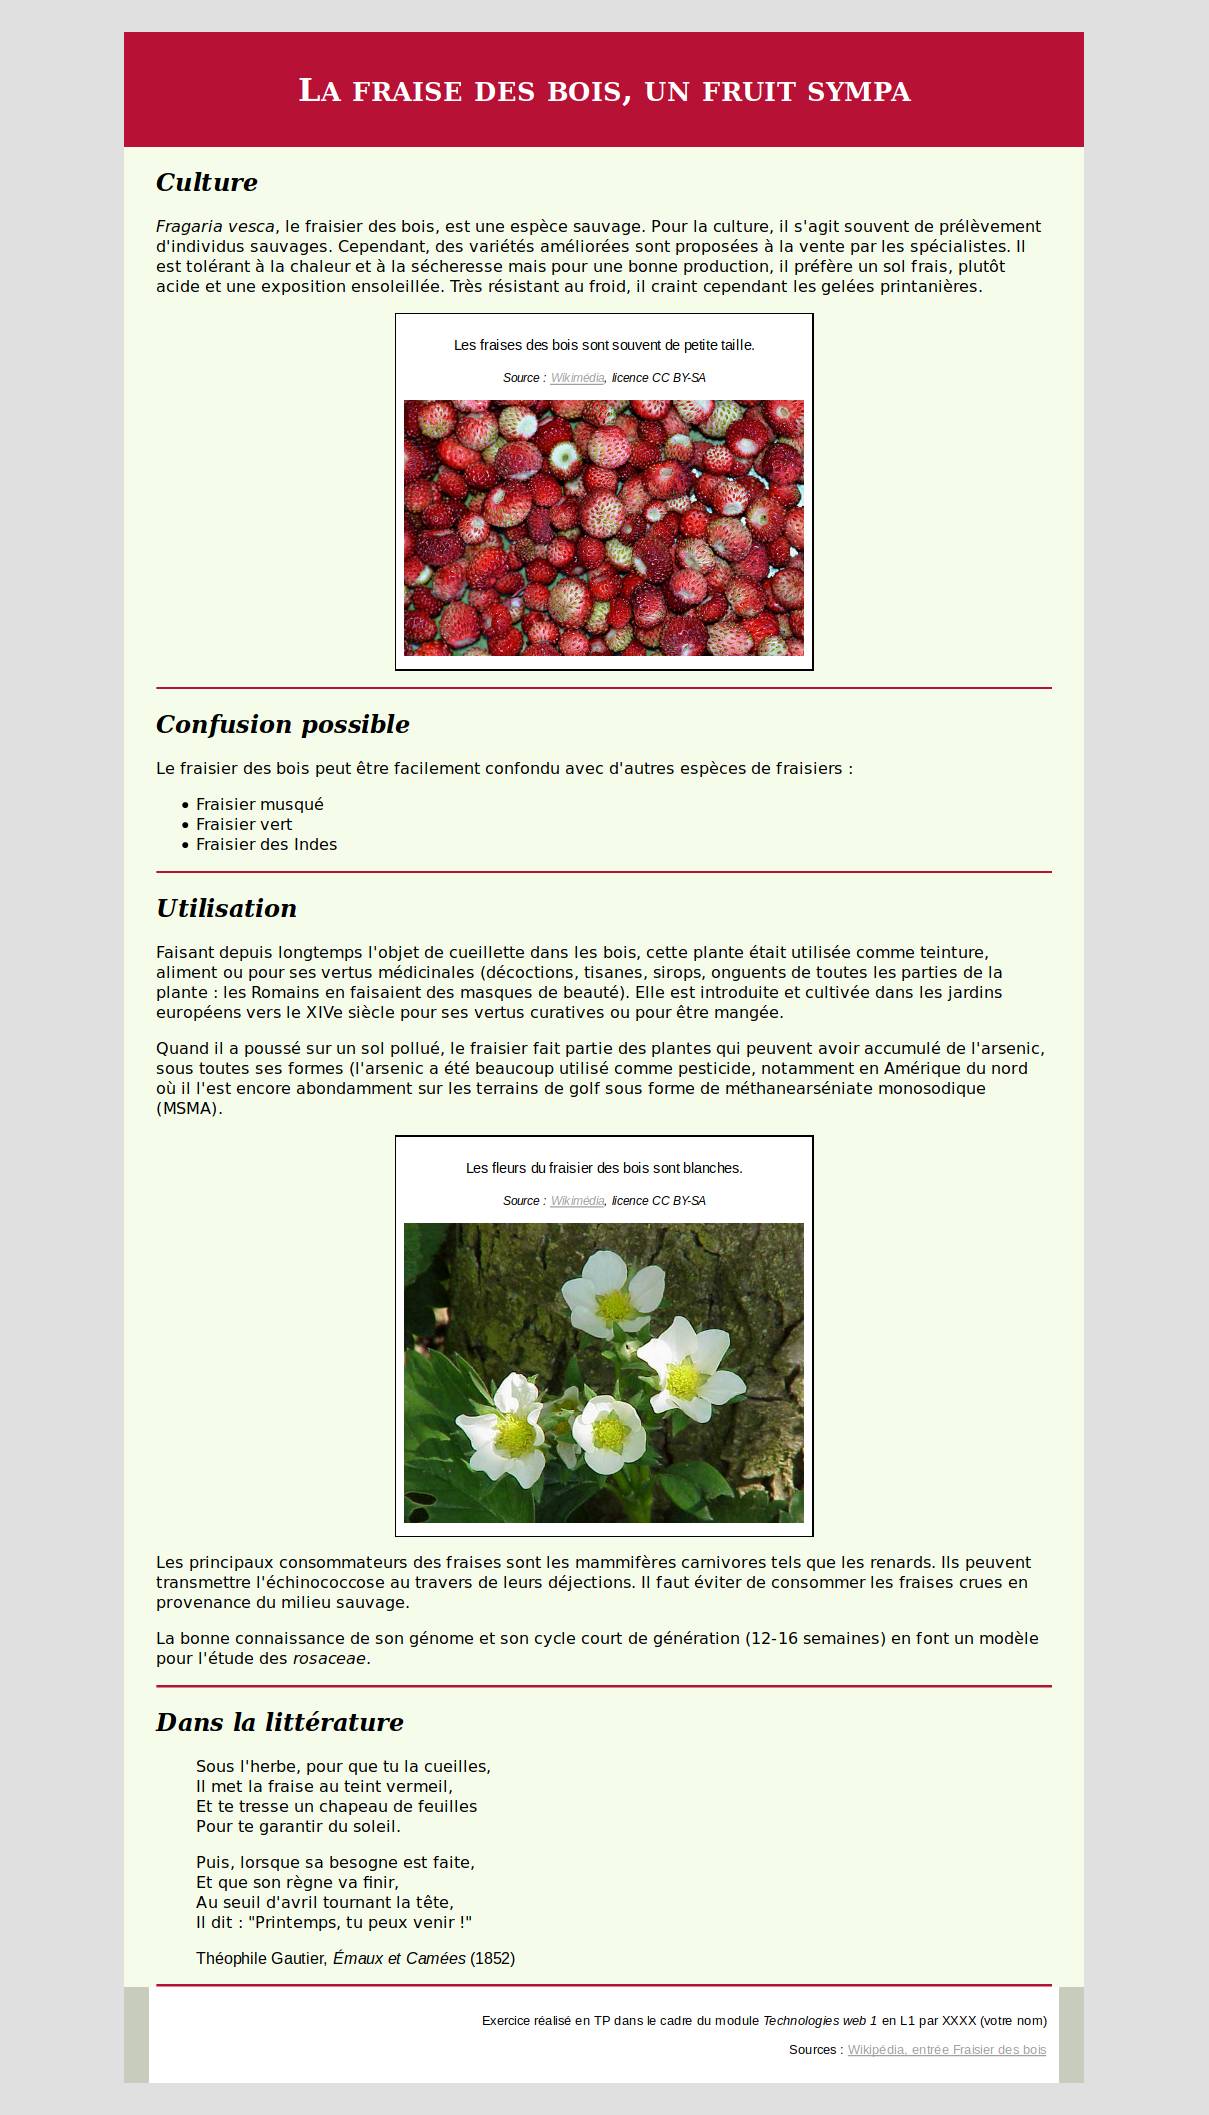 La fraise des bois, un fruit sympa
Culture
Fragaria vesca, le fraisier des bois, est une espèce sauvage. Pour la culture, il s'agit souvent de prélèvement
d'individus sauvages. Cependant, des variétés améliorées sont proposées à la vente par les spécialistes. Il
est tolérant à la chaleur et à la sécheresse mais pour une bonne production, il préfère un sol frais, plutôt
acide et une exposition ensoleillée. Très résistant au froid, il craint cependant les gelées printanières.
Les fraises des bois sont souvent de petite taille.
Source : Wikimédia, licence CC BY-SA
Confusion possible
Le fraisier des bois peut être facilement confondu avec d'autres espèces de fraisiers :
• Fraisier musqué
• Fraisier vert
• Fraisier des Indes
Utilisation
Faisant depuis longtemps l'objet de cueillette dans les bois, cette plante était utilisée comme teinture,
aliment ou pour ses vertus médicinales (décoctions, tisanes, sirops, onguents de toutes les parties de la
plante : les Romains en faisaient des masques de beauté). Elle est introduite et cultivée dans les jardins
européens vers le XIVe siècle pour ses vertus curatives ou pour être mangée.
Quand il a poussé sur un sol pollué, le fraisier fait partie des plantes qui peuvent avoir accumulé de l'arsenic,
sous toutes ses formes (l'arsenic a été beaucoup utilisé comme pesticide, notamment en Amérique du nord
où il l'est encore abondamment sur les terrains de golf sous forme de méthanearséniate monosodique
(MSMA).
Les fleurs du fraisier des bois sont blanches.
Source : Wikimédia, licence CC BY-SA
Les principaux consommateurs des fraises sont les mammifères carnivores tels que les renards. Ils peuvent
transmettre l'échinococcose au travers de leurs déjections. Il faut éviter de consommer les fraises crues en
provenance du milieu sauvage.
La bonne connaissance de son génome et son cycle court de génération (12-16 semaines) en font un modèle
pour l'étude des rosaceae.
Dans la littérature
Sous l'herbe, pour que tu la cueilles,
Il met la fraise au teint vermeil,
Et te tresse un chapeau de feuilles
Pour te garantir du soleil.
Puis, lorsque sa besogne est faite,
Et que son règne va finir,
Au seuil d'avril tournant la tête,
Il dit : "Printemps, tu peux venir !"
Théophile Gautier, Émaux et Camées (1852)
Exercice réalisé en TP dans le cadre du module Technologies web 1 en L1 par XXXX (votre nom)
Sources : Wikipédia, entrée Fraisier des bois